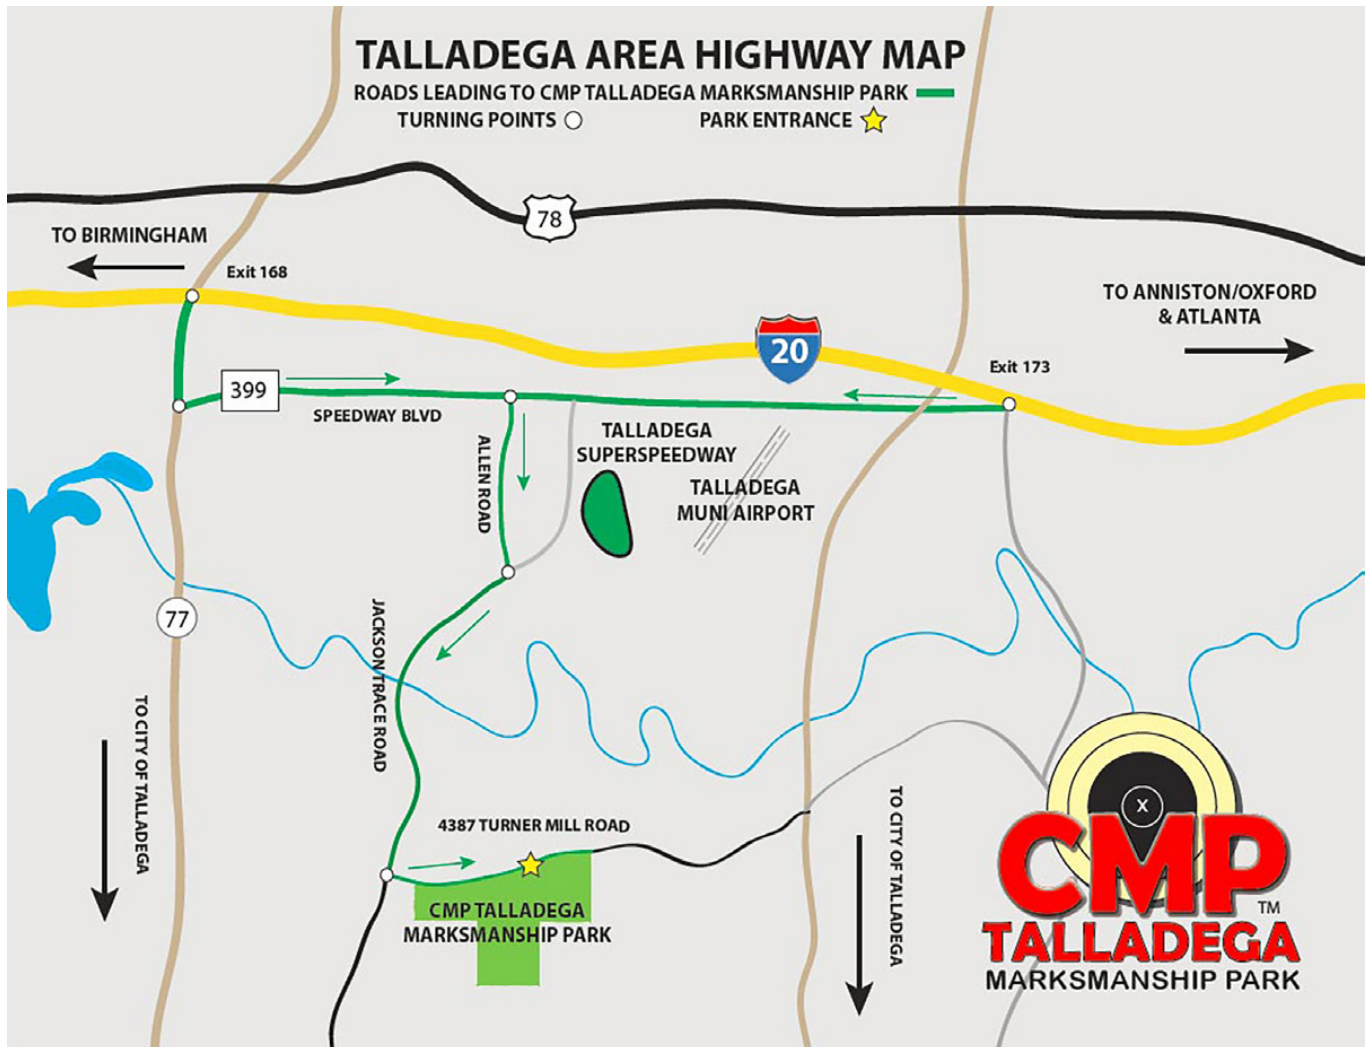 TALLADEGA AREA HIGHWAY MAP
ROADS LEADING TO CMP TALLADEGA MARKSMANSHIP PARK
TURNING POINTS
PARK ENTRANCE
78
TO BIRMINGHAM
Exit 168
TO ANNISTON/OXFORD
& ATLANTA
20
Exit 173
399
SPEEDWAY BLVD
ALLEN ROAD
TALLADEGA
SUPERSPEEDWAY
TALLADEGA
MUNI AIRPORT
77
JACKSON TRACE ROAD
TO CITY OF TALLADEGA
4387 TURNER MILL ROAD
CMP TALLADEGA
MARKSMANSHIP PARK
TO CITY OF TALLADEGA
X
CMP
TM
TALLADEGA
MARKSMANSHIP PARK